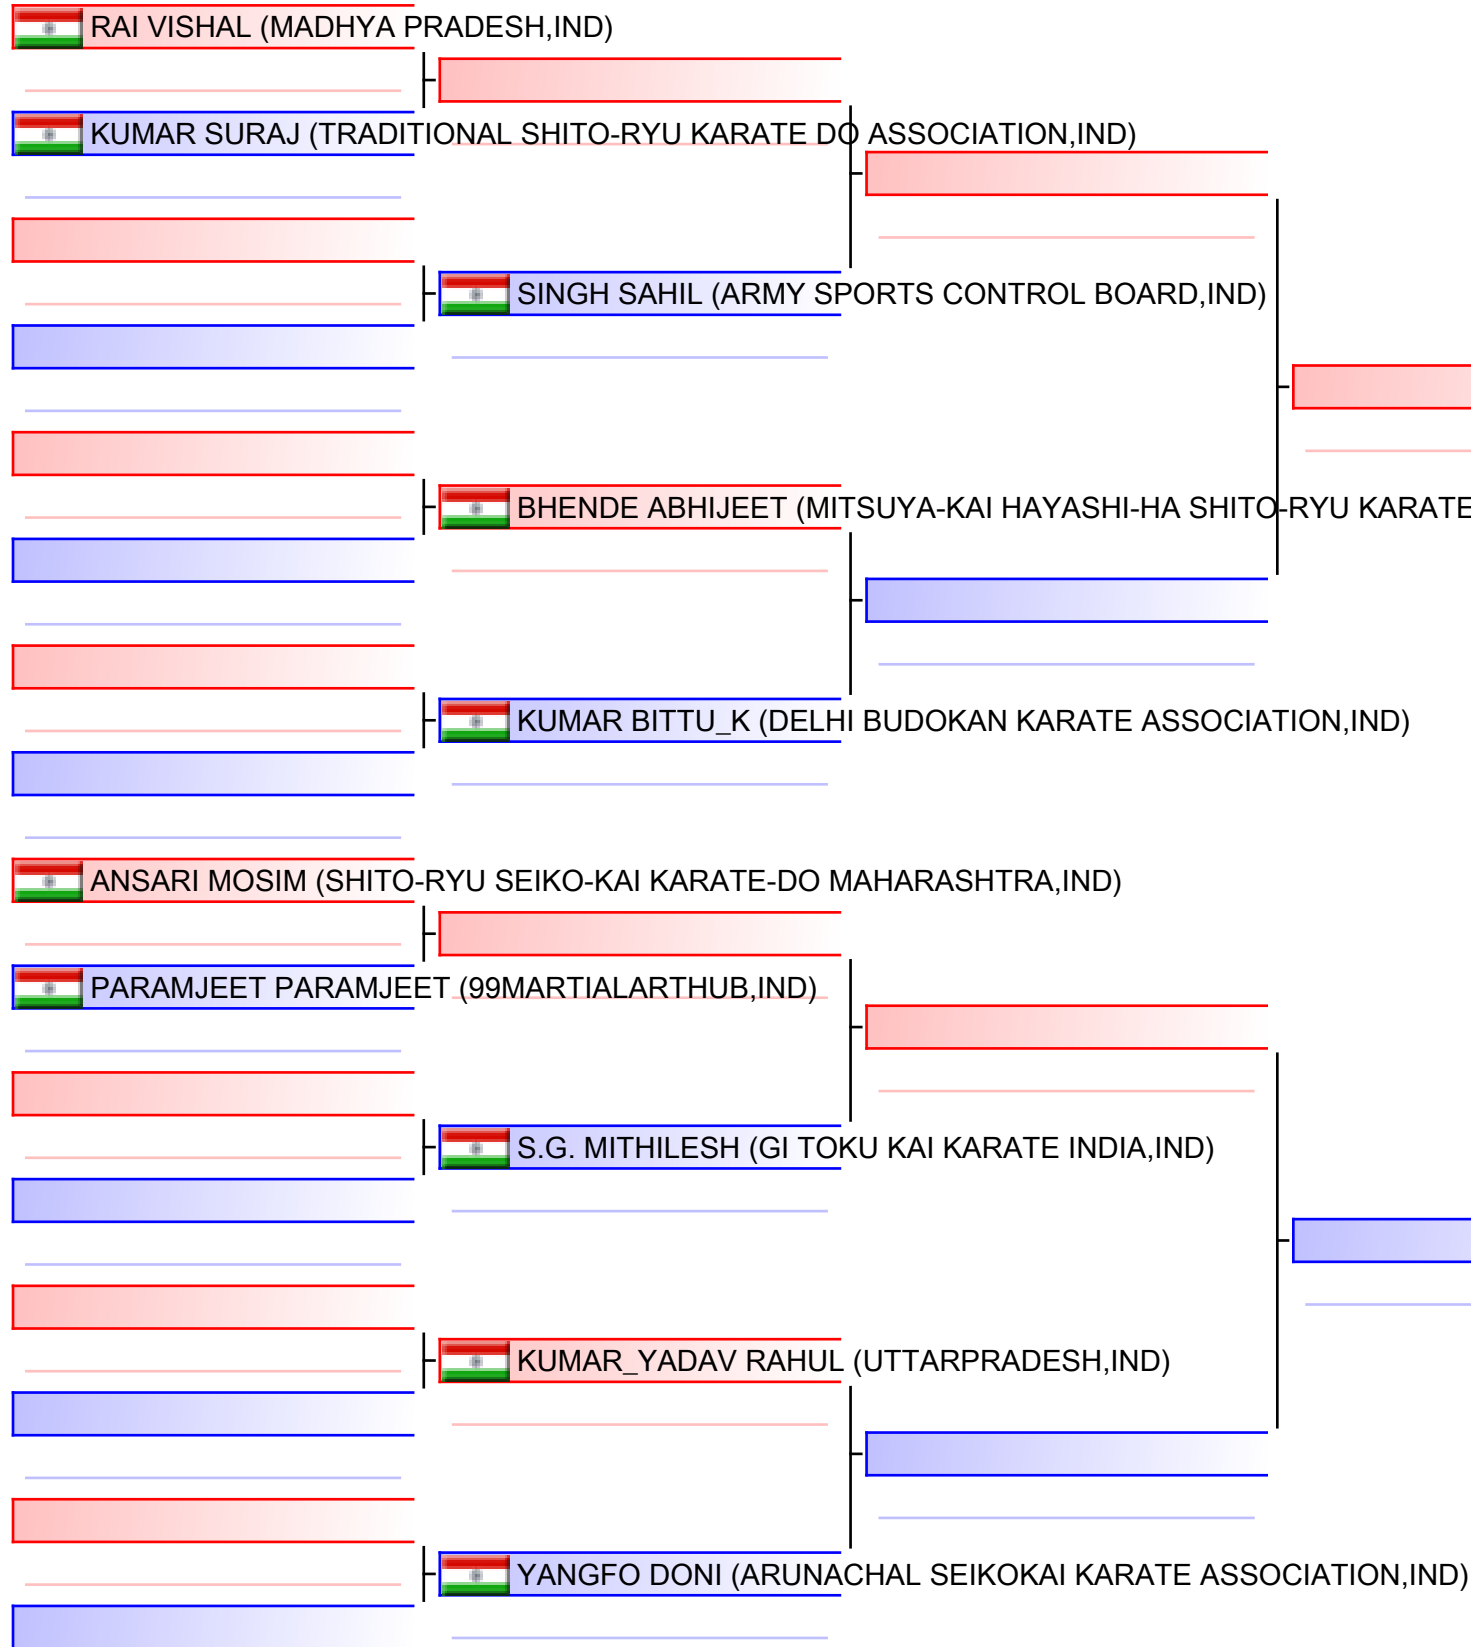 RAI VISHAL (MADHYA PRADESH,IND)
KUMAR SURAJ (TRADITIONAL SHITO-RYU KARATE DO ASSOCIATION,IND)
SINGH SAHIL (ARMY SPORTS CONTROL BOARD,IND)
BHENDE ABHIJEET (MITSUYA-KAI HAYASHI-HA SHITO-RYU KARATE
KUMAR BITTU_K (DELHI BUDOKAN KARATE ASSOCIATION,IND)
ANSARI MOSIM (SHITO-RYU SEIKO-KAI KARATE-DO MAHARASHTRA,IND)
PARAMJEET PARAMJEET (99MARTIALARTHUB,IND)
S.G. MITHILESH (GI TOKU KAI KARATE INDIA,IND)
KUMAR_YADAV RAHUL (UTTARPRADESH,IND)
YANGFO DONI (ARUNACHAL SEIKOKAI KARATE ASSOCIATION,IND)